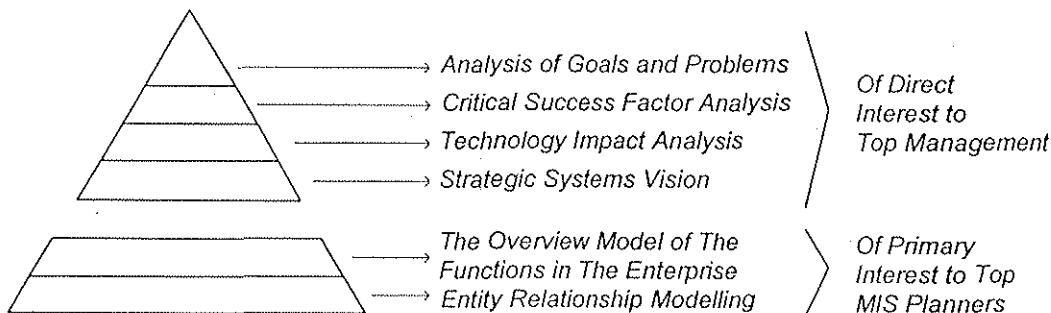 Analysis of Goals and Problems
Critical Success Factor Analysis
Technology Impact Analysis
Strategic Systems Vision
Of Direct
Interest to
Top Management
The Overview Model of The
Functions in The Enterprise
Entity Relationship Modelling
Of Primary
Interest to Top
MIS Planners